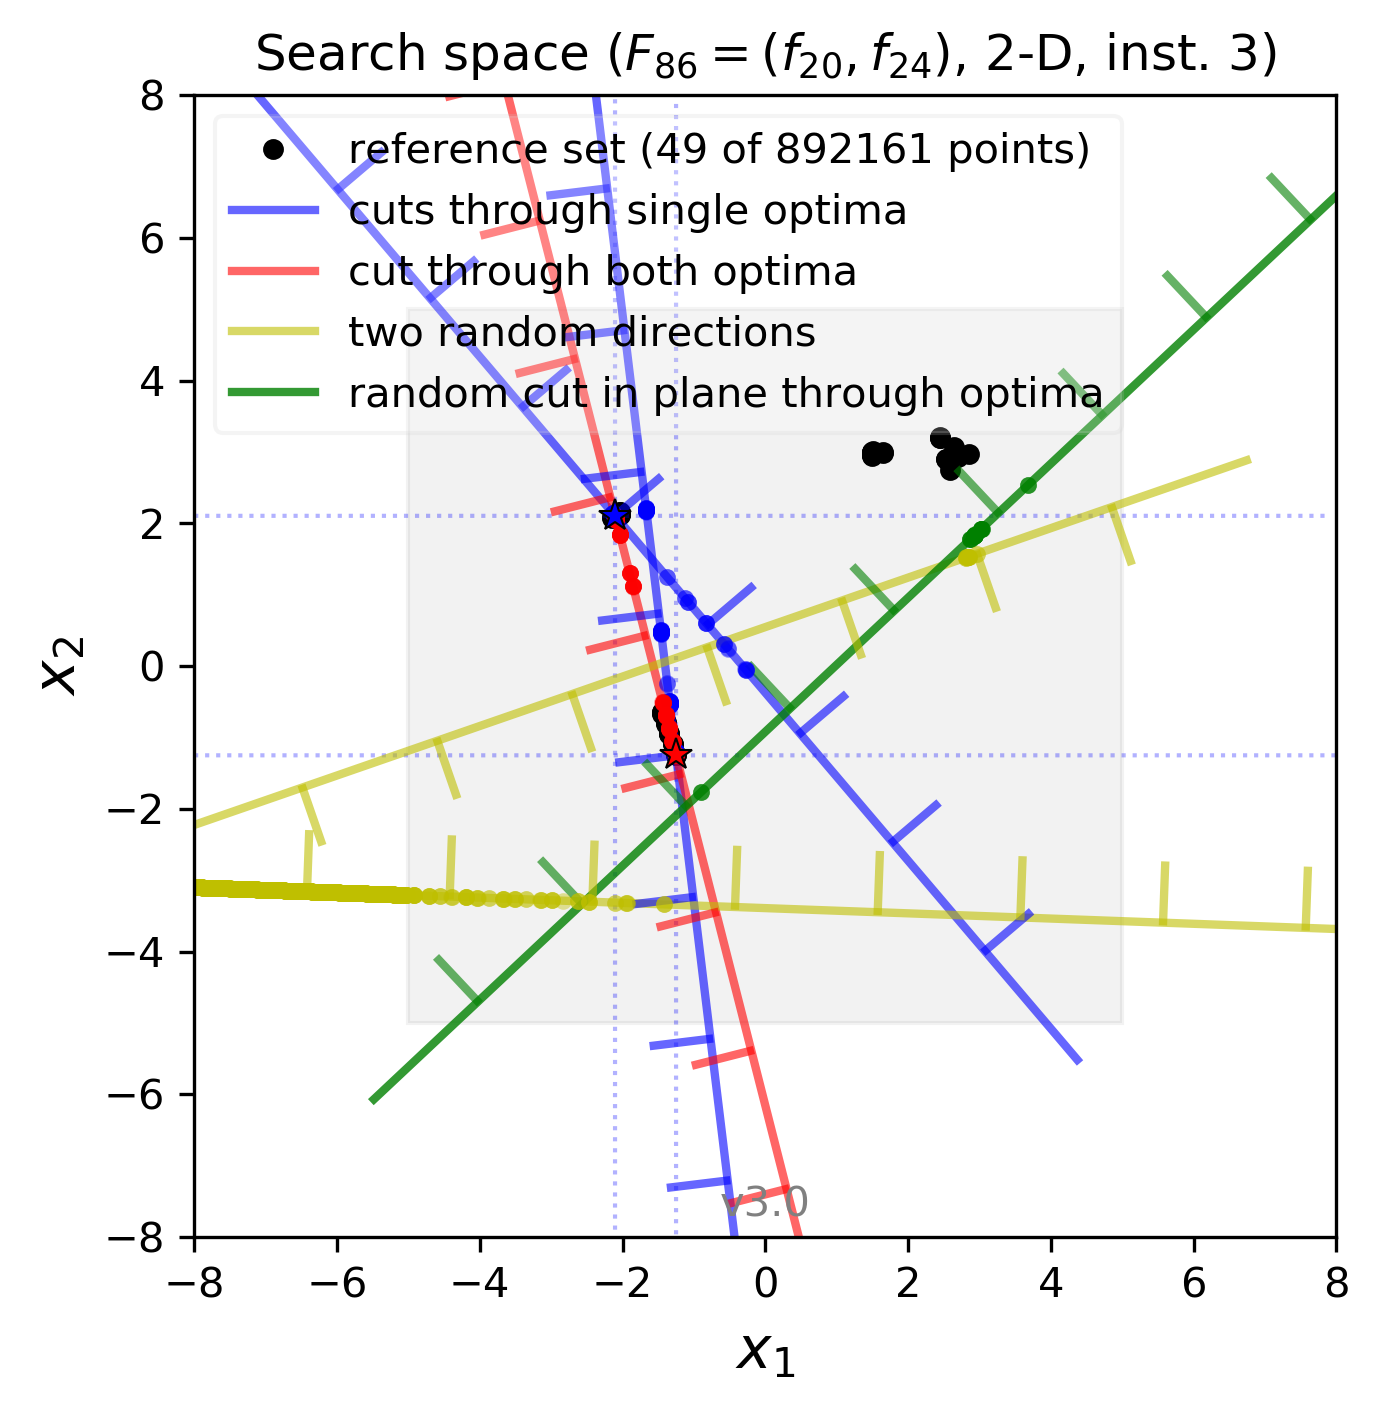 Search space (F86 = (f20, f24), 2-D, inst. 3)
reference set (49 of 892161 points)
cuts through single optima
cut through both optima
two random directions
random cut in plane through optima
8
6
4
2
0
−2
−4
−6
−8
x2
v3.0
−8 −6 −4 −2 0 2 4 6 8
x1